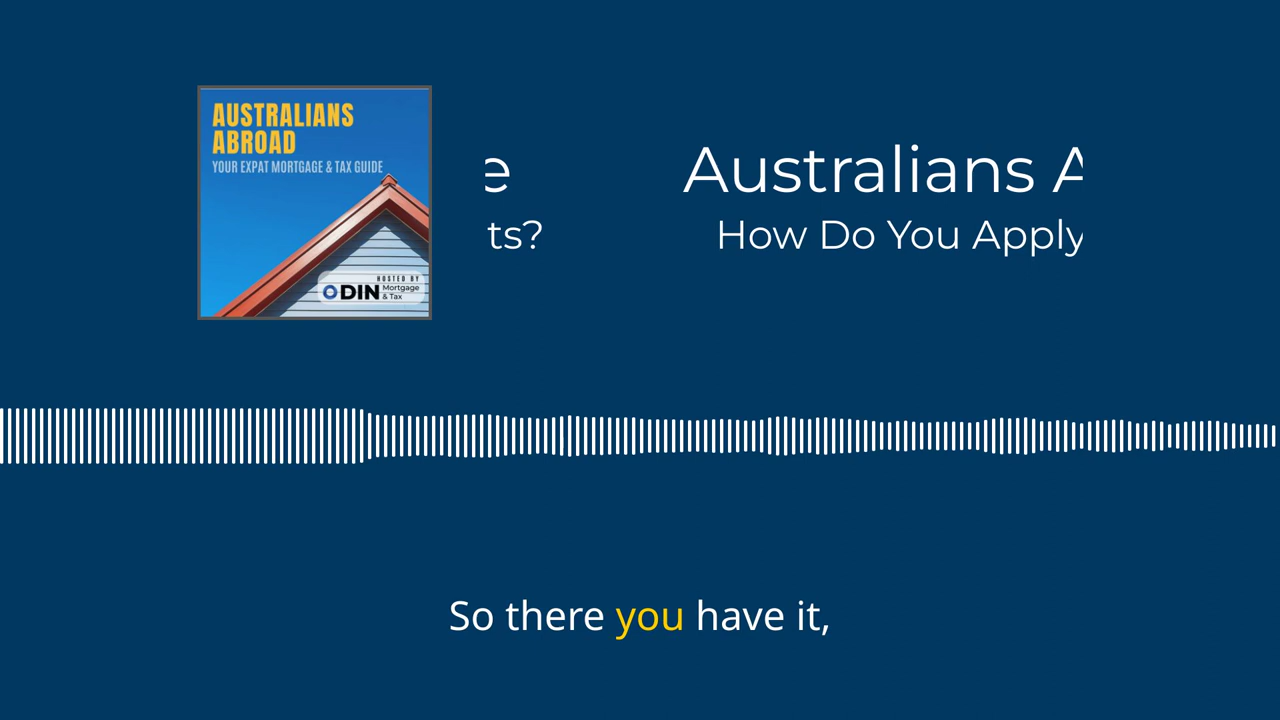 AUSTRALIANS
ABROAD
YOUR EXPAT MORTGAGE & TAX GUIDE
HOSTED BY
ODIN Mortgage
& Tax
e
ts?
Australians A
How Do You Apply
So there you have it,